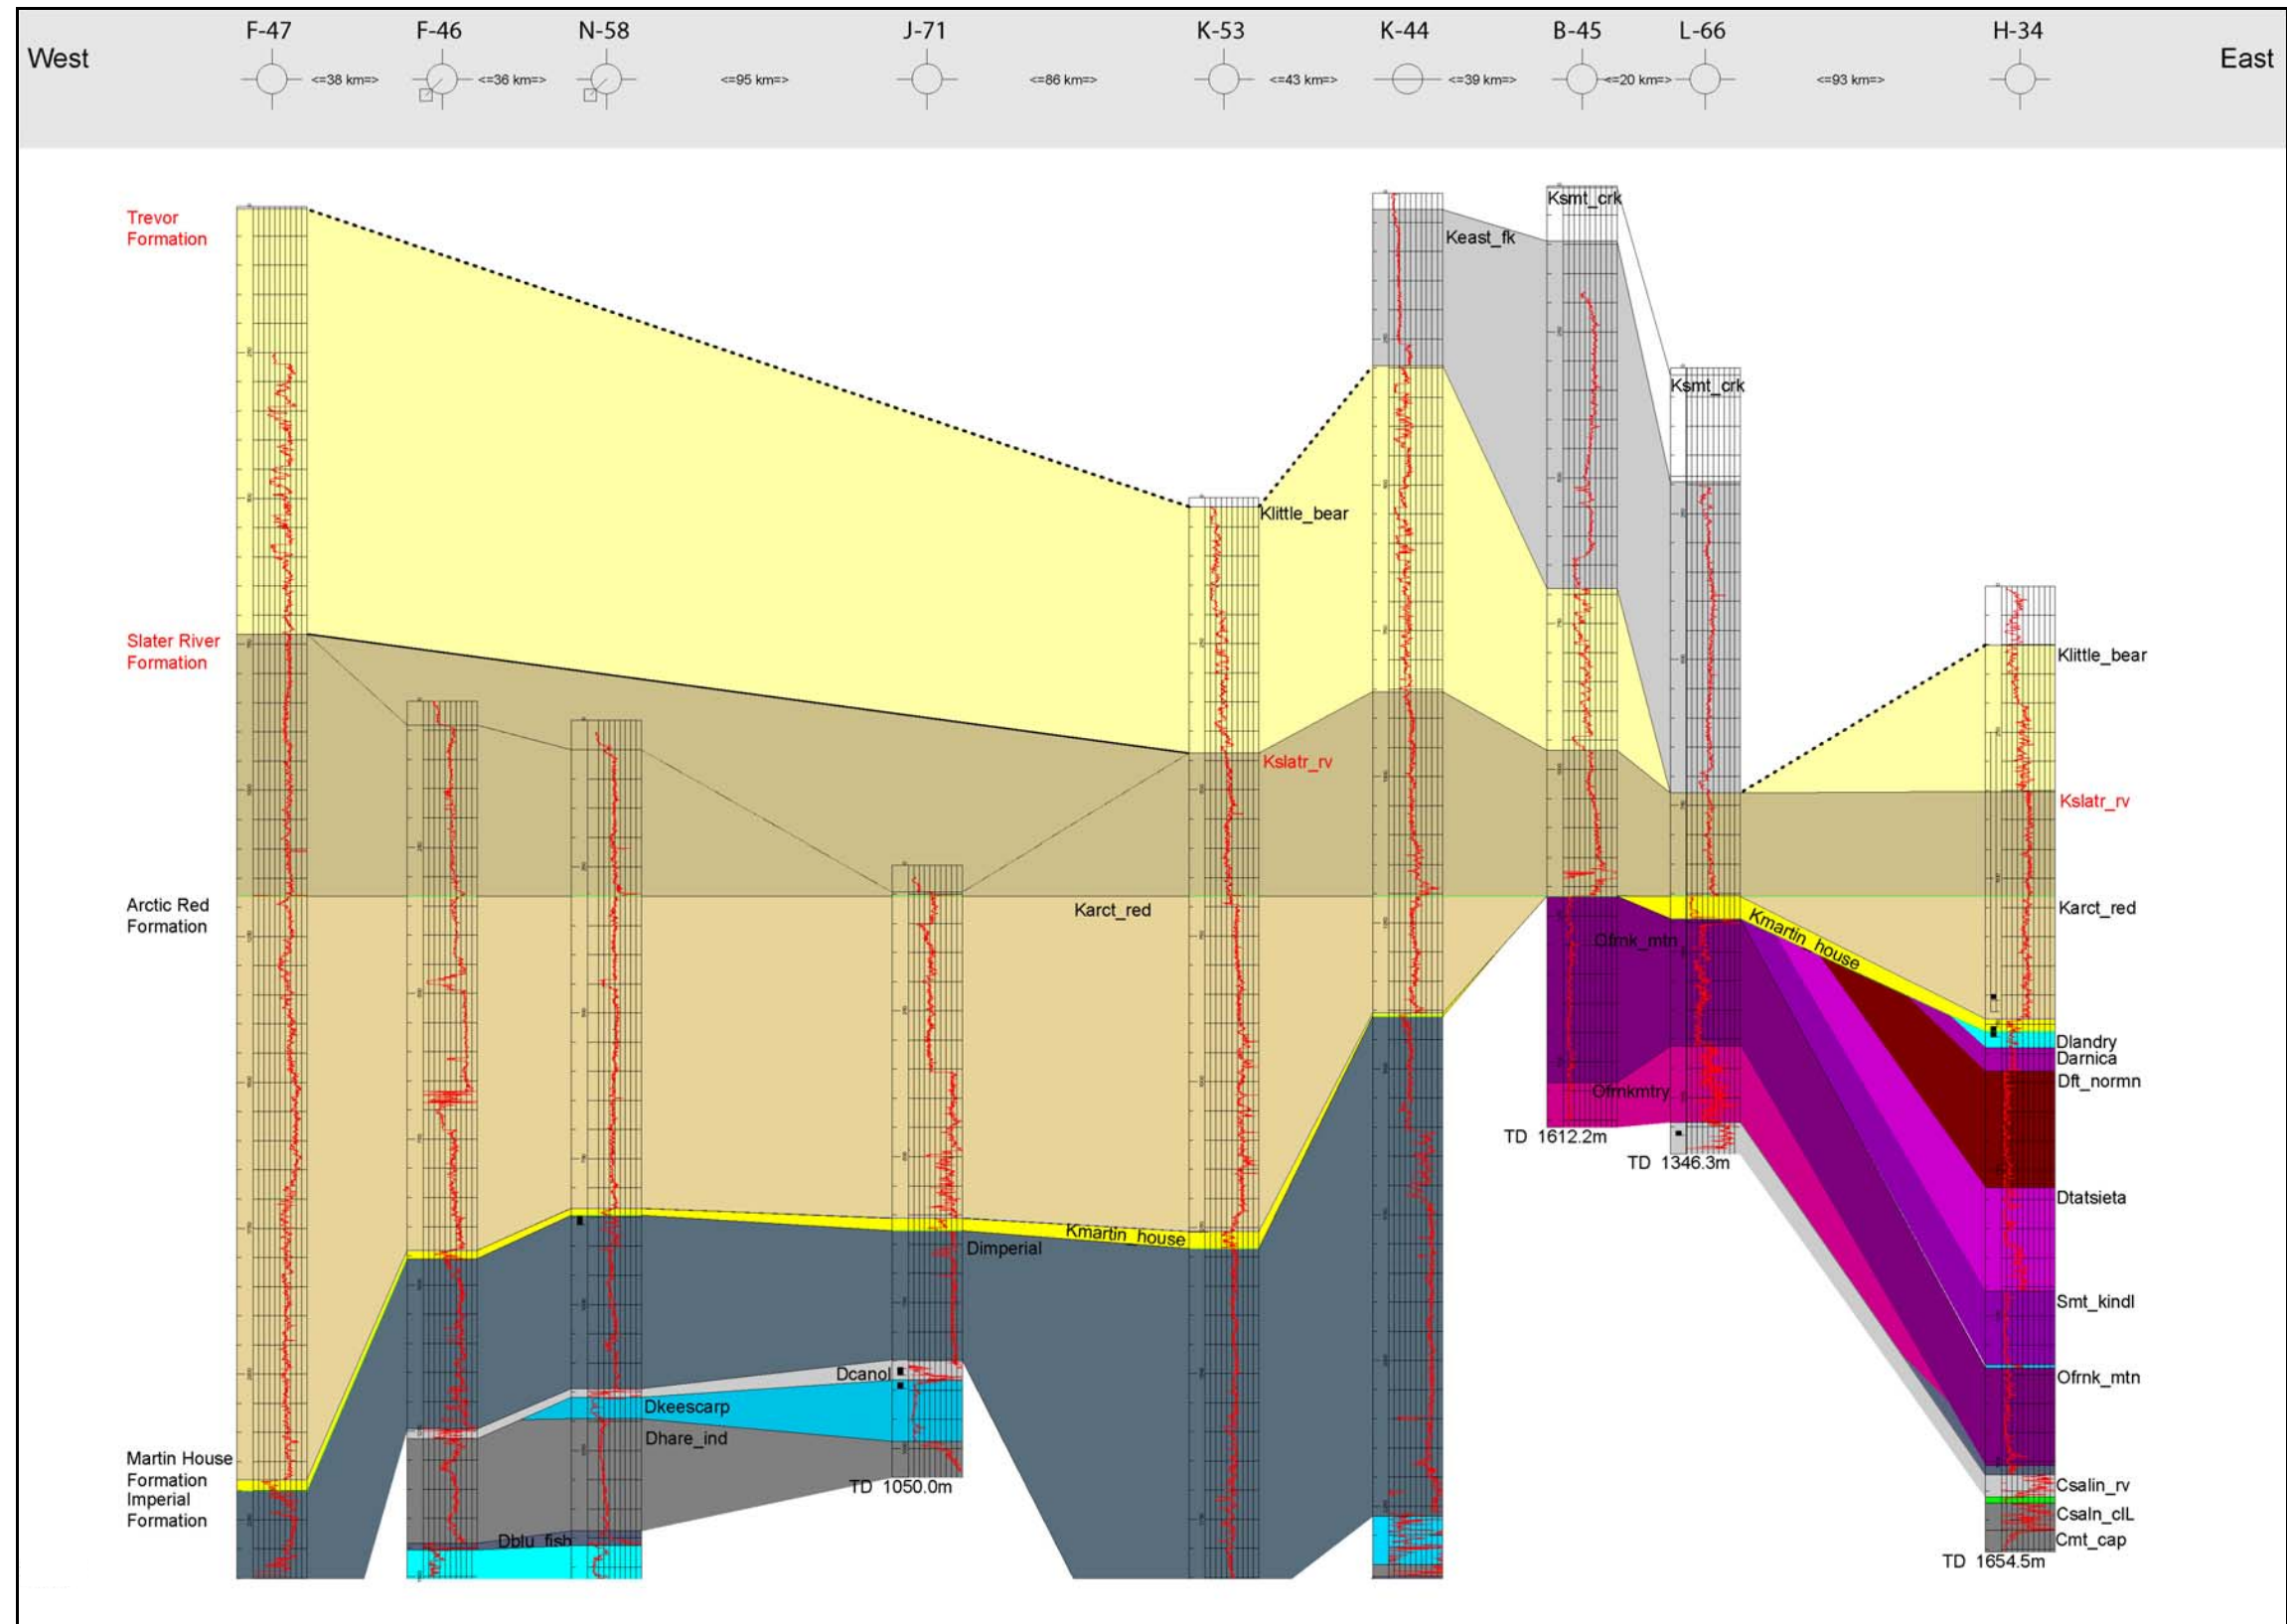 F-47 F-46 N-58 J-71 K-53 K-44 B-45 L-66 H-34
West East
<=38 km=> <=36 km=> <=95 km=> <=86 km=> <=43 km=> <=39 km=> <=20 km=> <=93 km=>
Ksmt_crk
Trevor
Formation
Keast_fk
Ksmt_crk
Klittle_bear
Slater River
Formation
Klittle_bear
Kslatr_rv
Kslatr_rv
Arctic Red
Formation
Karct_red
Karct_red
Kmartin_house
Ofrnk_mtn
Dlandry
Darnica
Dft_normn
Ofrnkmtry
TD 1612.2m
TD 1346.3m
Dtatsieta
Kmartin_house
Dimperial
Smt_kindl
Dcanol
Ofrnk_mtn
Dkeescarp
Dhare_ind
Martin House
Formation
Imperial
Formation
TD 1050.0m
Csalin_rv
Csaln_clL
Dblu_fish
Cmt_cap
TD 1654.5m